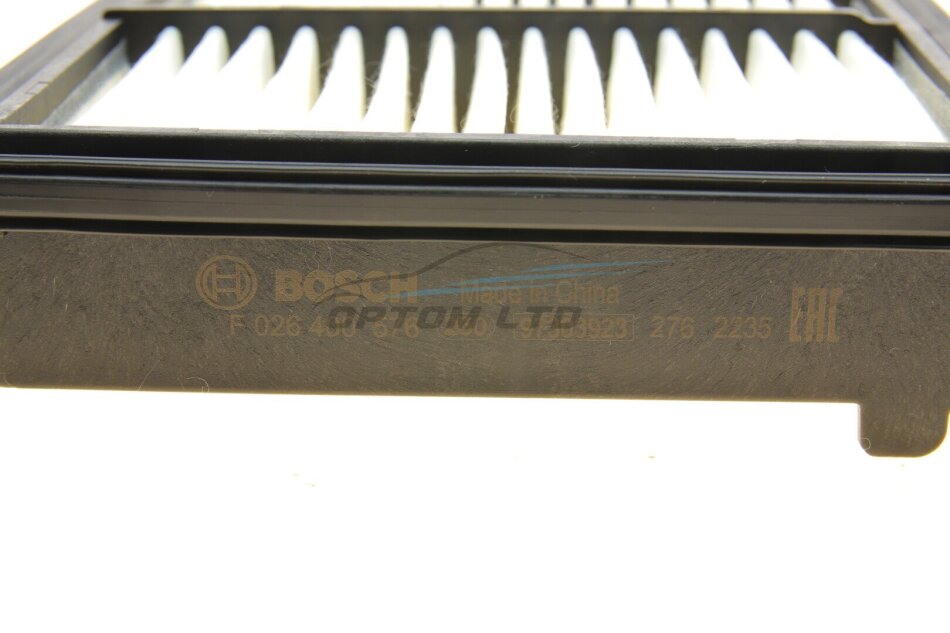 BOSCH Made in China
F 026 276 2235 EAC
OPTOM LTD